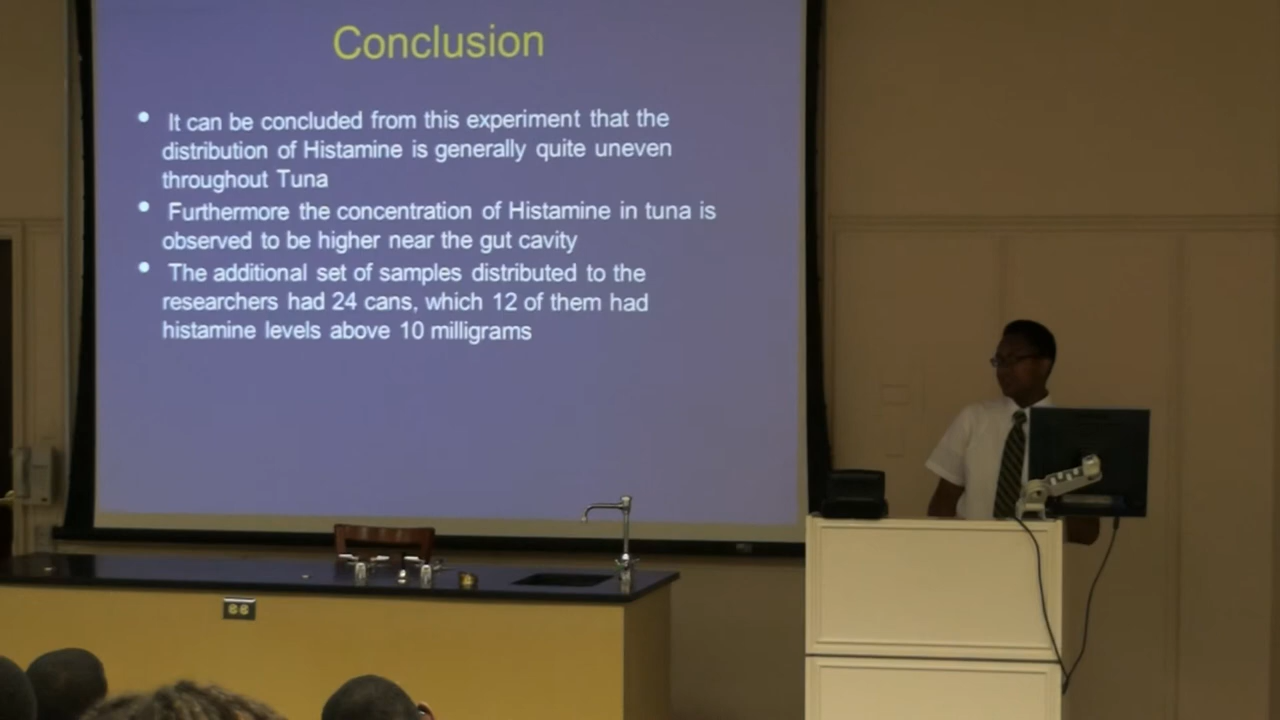 Conclusion
• It can be concluded from this experiment that the
distribution of Histamine is generally quite uneven
throughout Tuna
• Furthermore the concentration of Histamine in tuna is
observed to be higher near the gut cavity
• The additional set of samples distributed to the
researchers had 24 cans, which 12 of them had
histamine levels above 10 milligrams